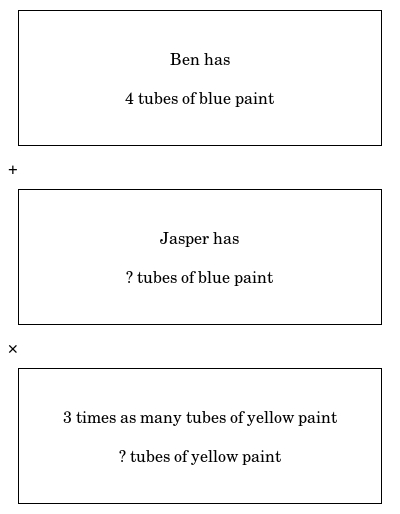 Ben has
4 tubes of blue paint
+
Jasper has
? tubes of blue paint
×
3 times as many tubes of yellow paint
? tubes of yellow paint